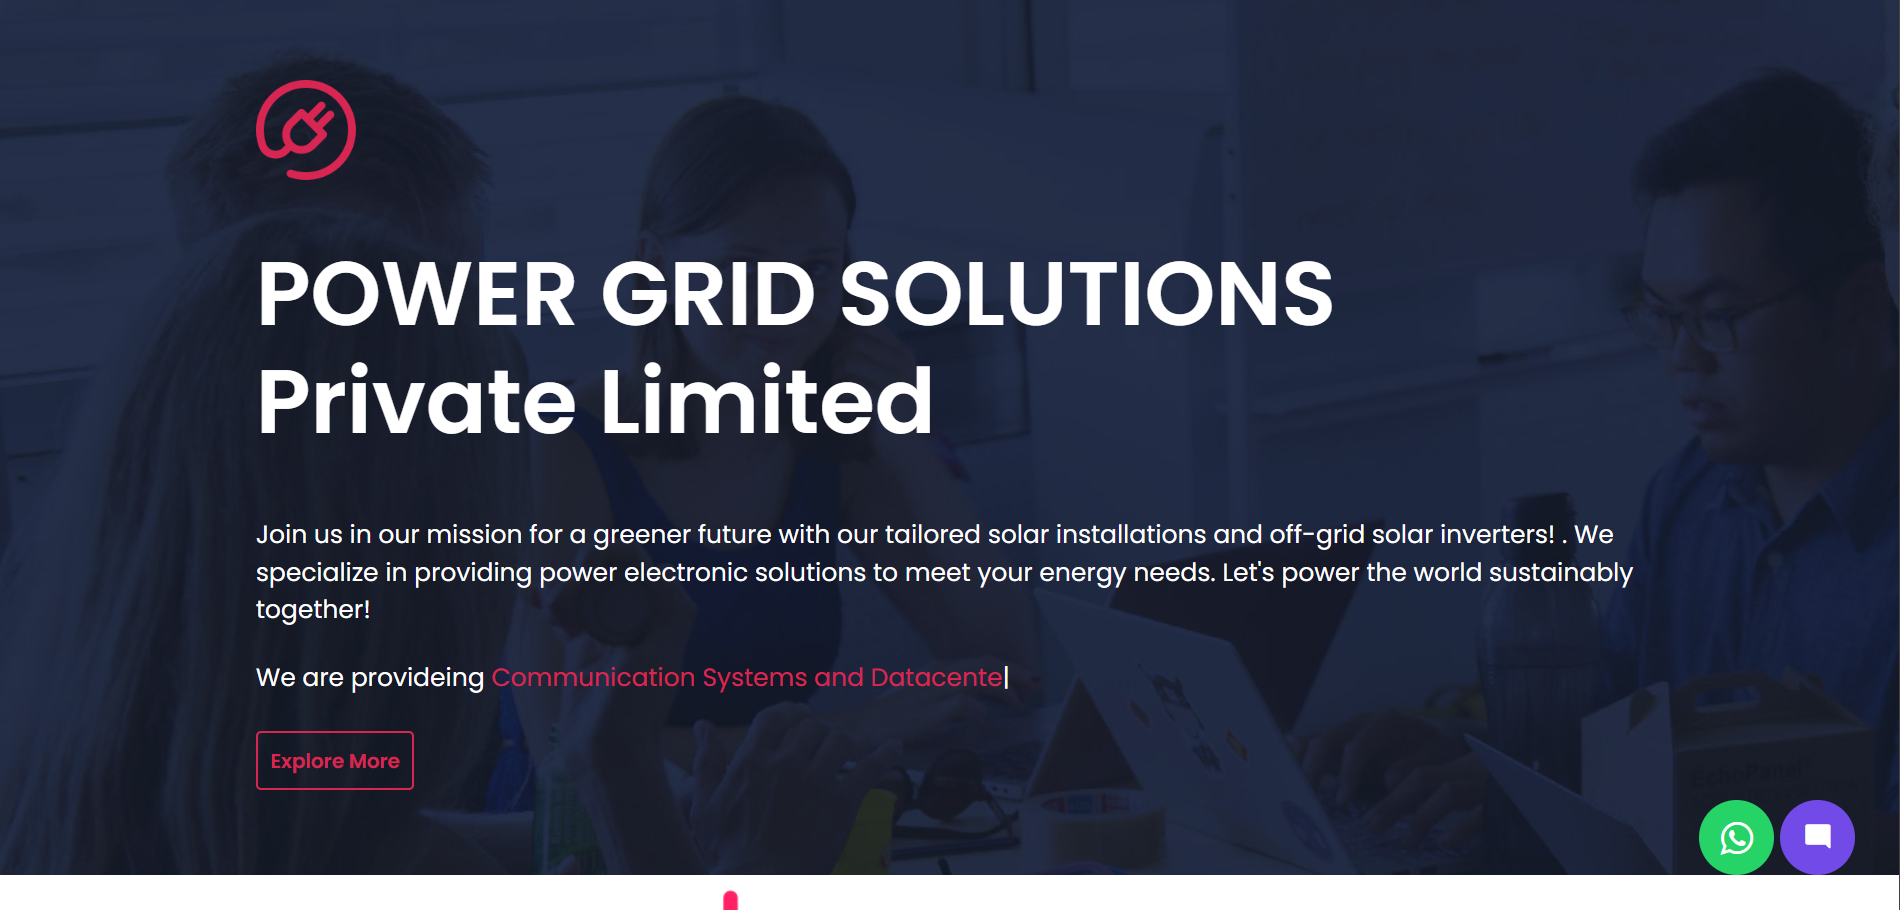 POWER GRID SOLUTIONS
Private Limited
Join us in our mission for a greener future with our tailored solar installations and off-grid solar inverters! . We
specialize in providing power electronic solutions to meet your energy needs. Let's power the world sustainably
together!
We are provideing Communication Systems and Datacente
Explore More
EchoPanel